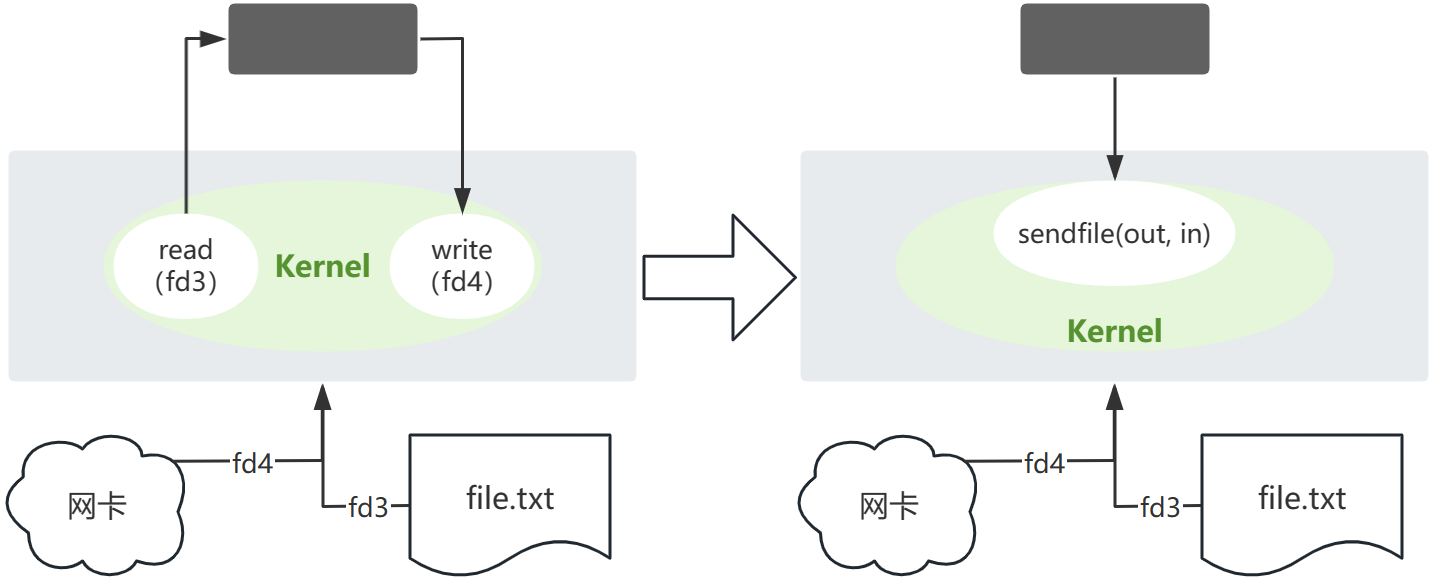 read
(fd3)
Kernel
write
(fd4)
fd4
网卡
fd3
file.txt
sendfile(out, in)
Kernel
fd4
网卡
fd3
file.txt